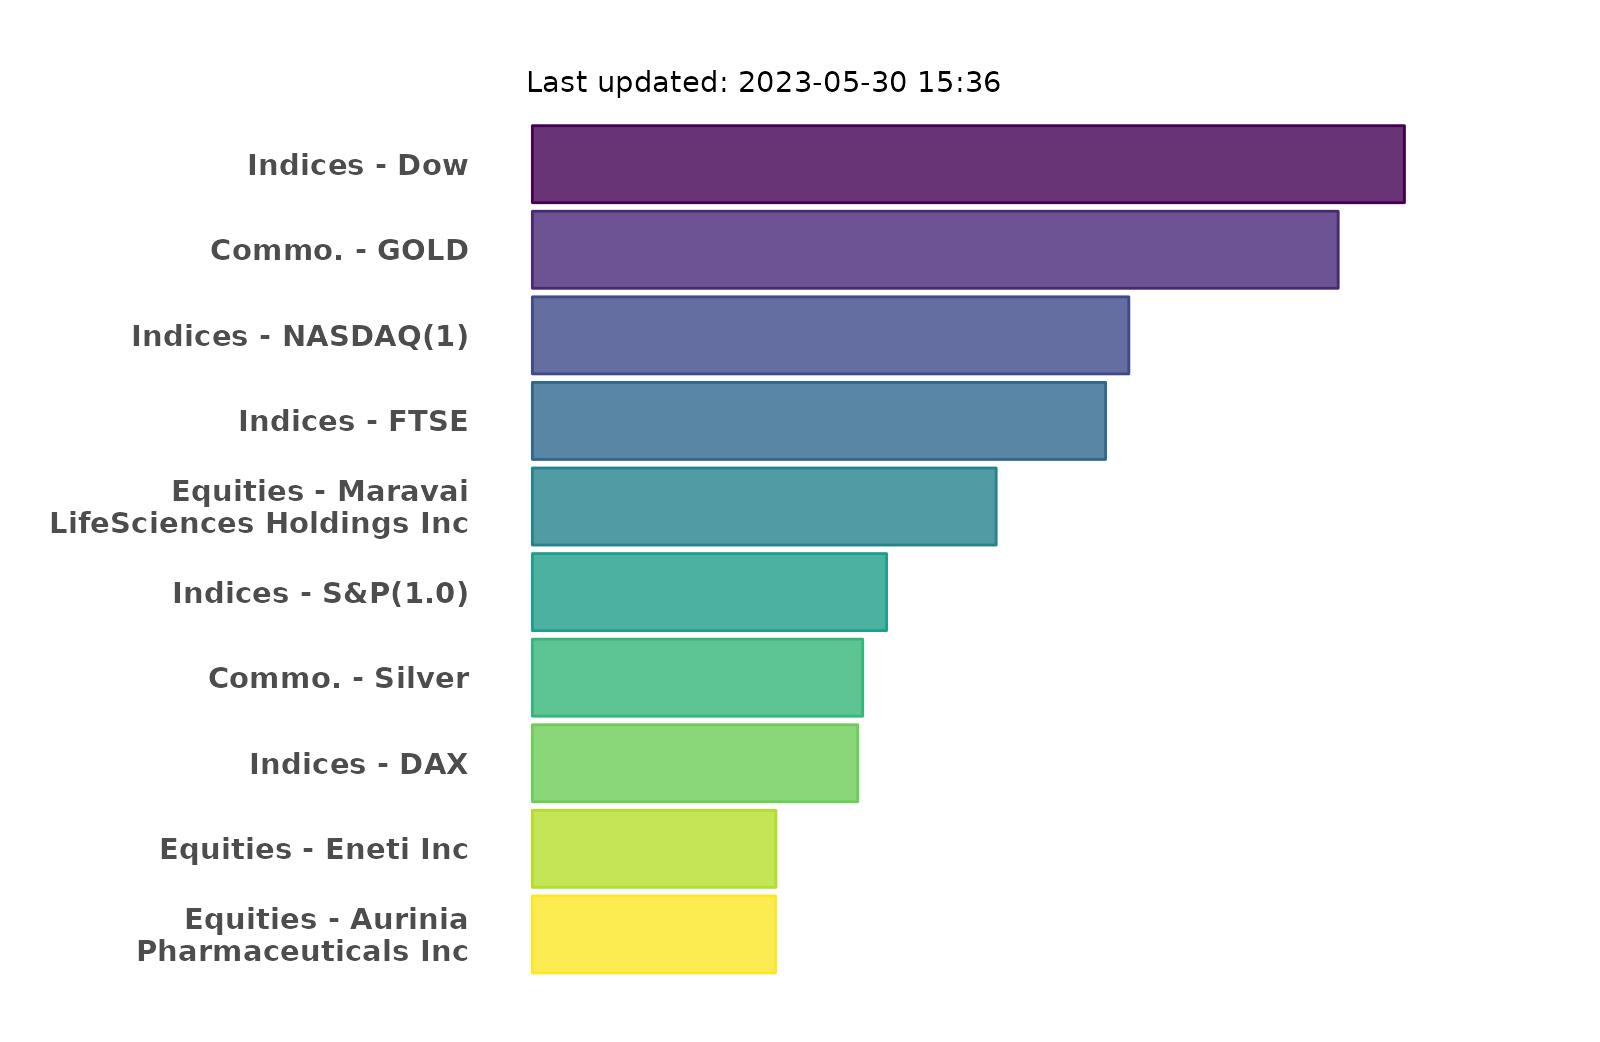 Last updated: 2023-05-30 15:36
Indices - Dow
Commo. - GOLD
Indices - NASDAQ(1)
Indices - FTSE
Equities - Maravai
LifeSciences Holdings Inc
Indices - S&P(1.0)
Commo. - Silver
Indices - DAX
Equities - Eneti Inc
Equities - Aurinia
Pharmaceuticals Inc